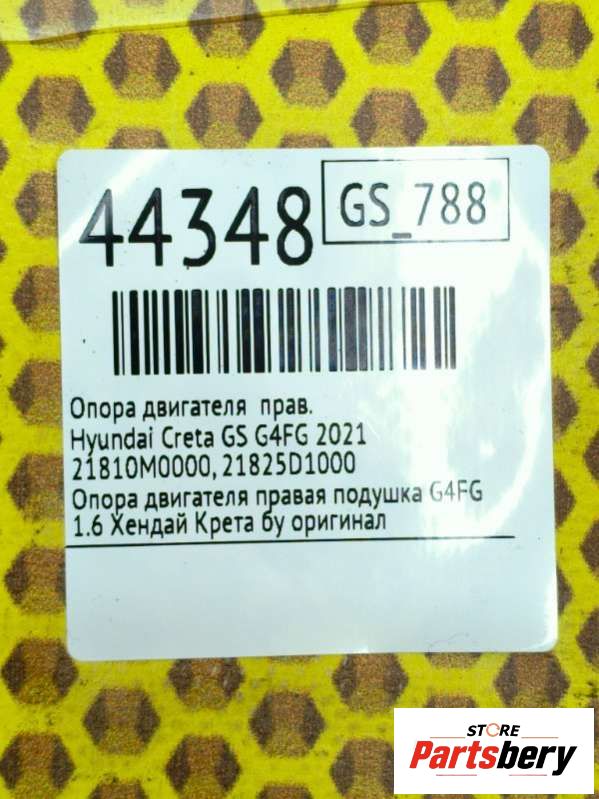 44348
GS_788
Опора двигателя прав.
Hyundai Creta GS G4FG 2021
21810M0000, 21825D1000
Опора двигателя правая подушка G4FG
1.6 Хендай Крета бу оригинал
STORE
Partsbery